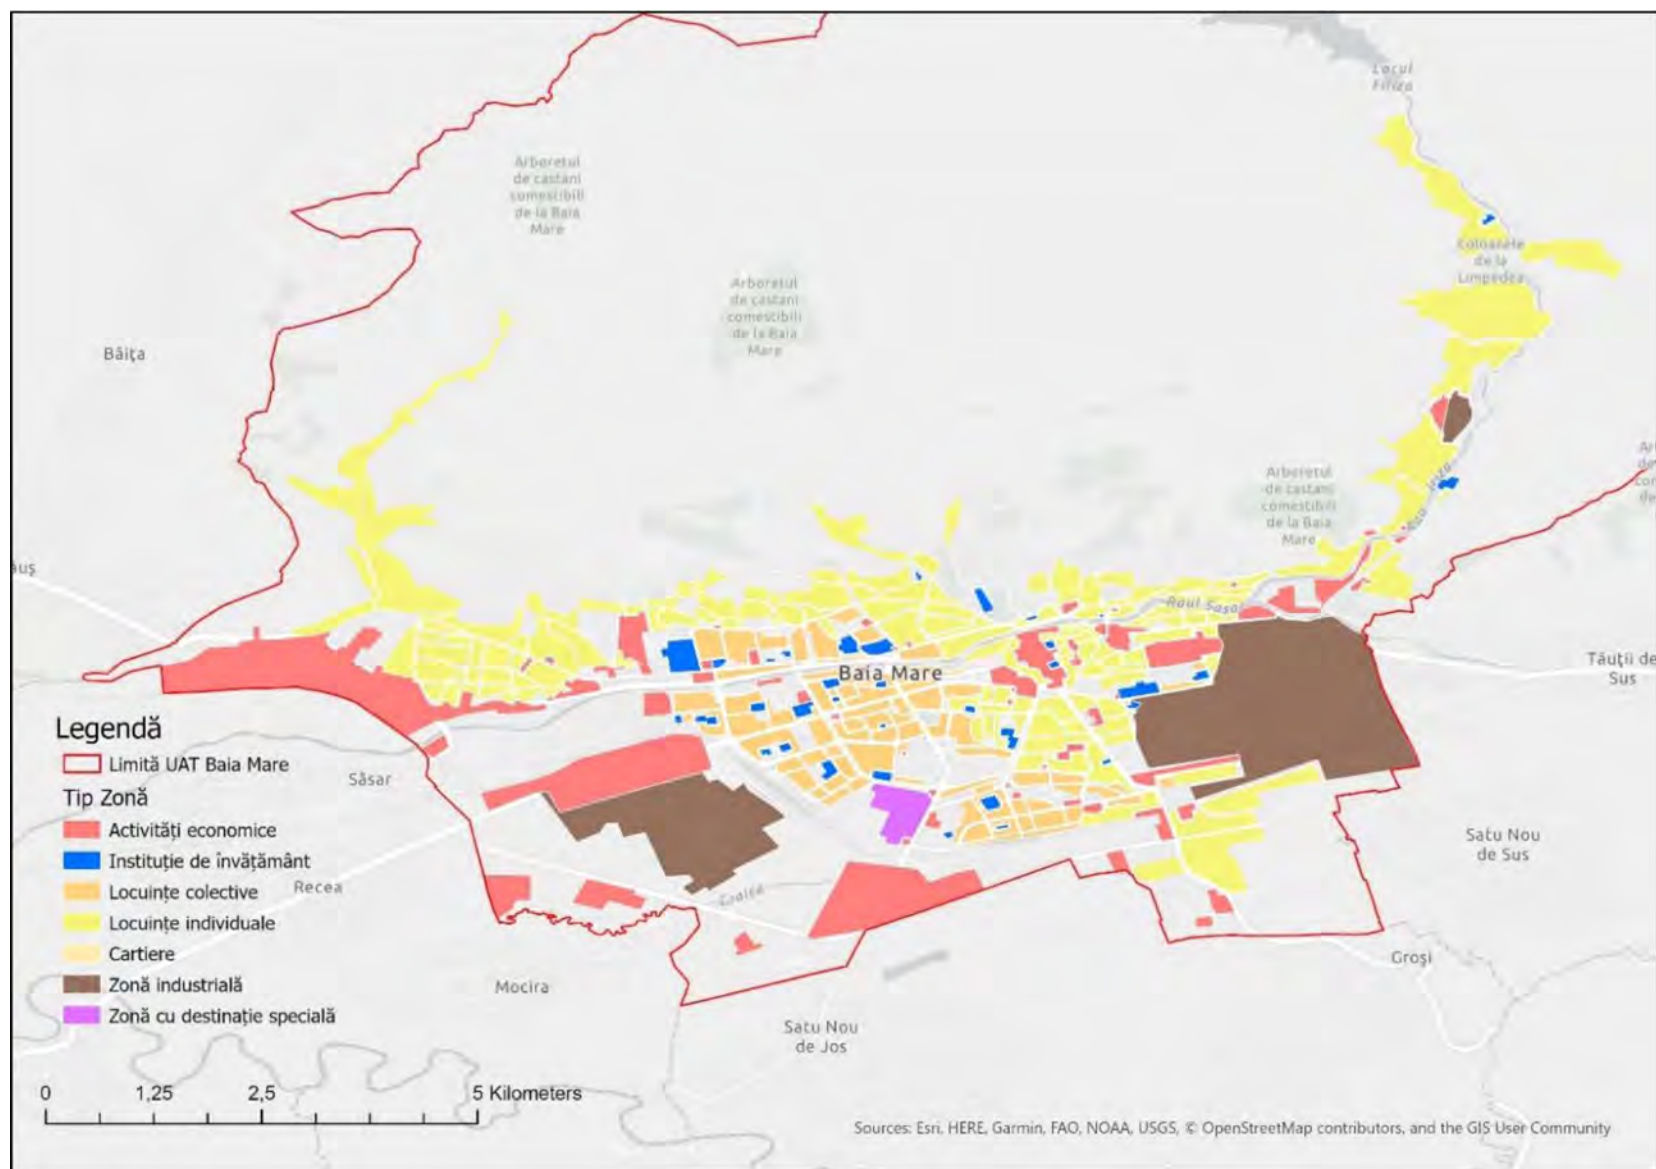 Lacul
Firiza
Arboretul
de castani
comestibili
de la Baia
Mare
Coloanele
de la
Limpedea
Arboretul
de castani
comestibili
de la Baia
Mare
Băița
Arboretul
de castani
comestibili
de la Baia
Mare
Raul Sasar
Baia Mare
Tăuții de
Sus
Legendă
Limită UAT Baia Mare
Tip Zonă
Activități economice
Instituție de învățământ
Locuințe colective
Locuințe individuale
Cartiere
Zonă industrială
Zonă cu destinație specială
Săsar
Recea
Craica
Mocira
Satu Nou
de Sus
Groși
Satu Nou
de Jos
0 1,25 2,5 5 Kilometers
Sources: Esri, HERE, Garmin, FAO, NOAA, USGS, © OpenStreetMap contributors, and the GIS User Community